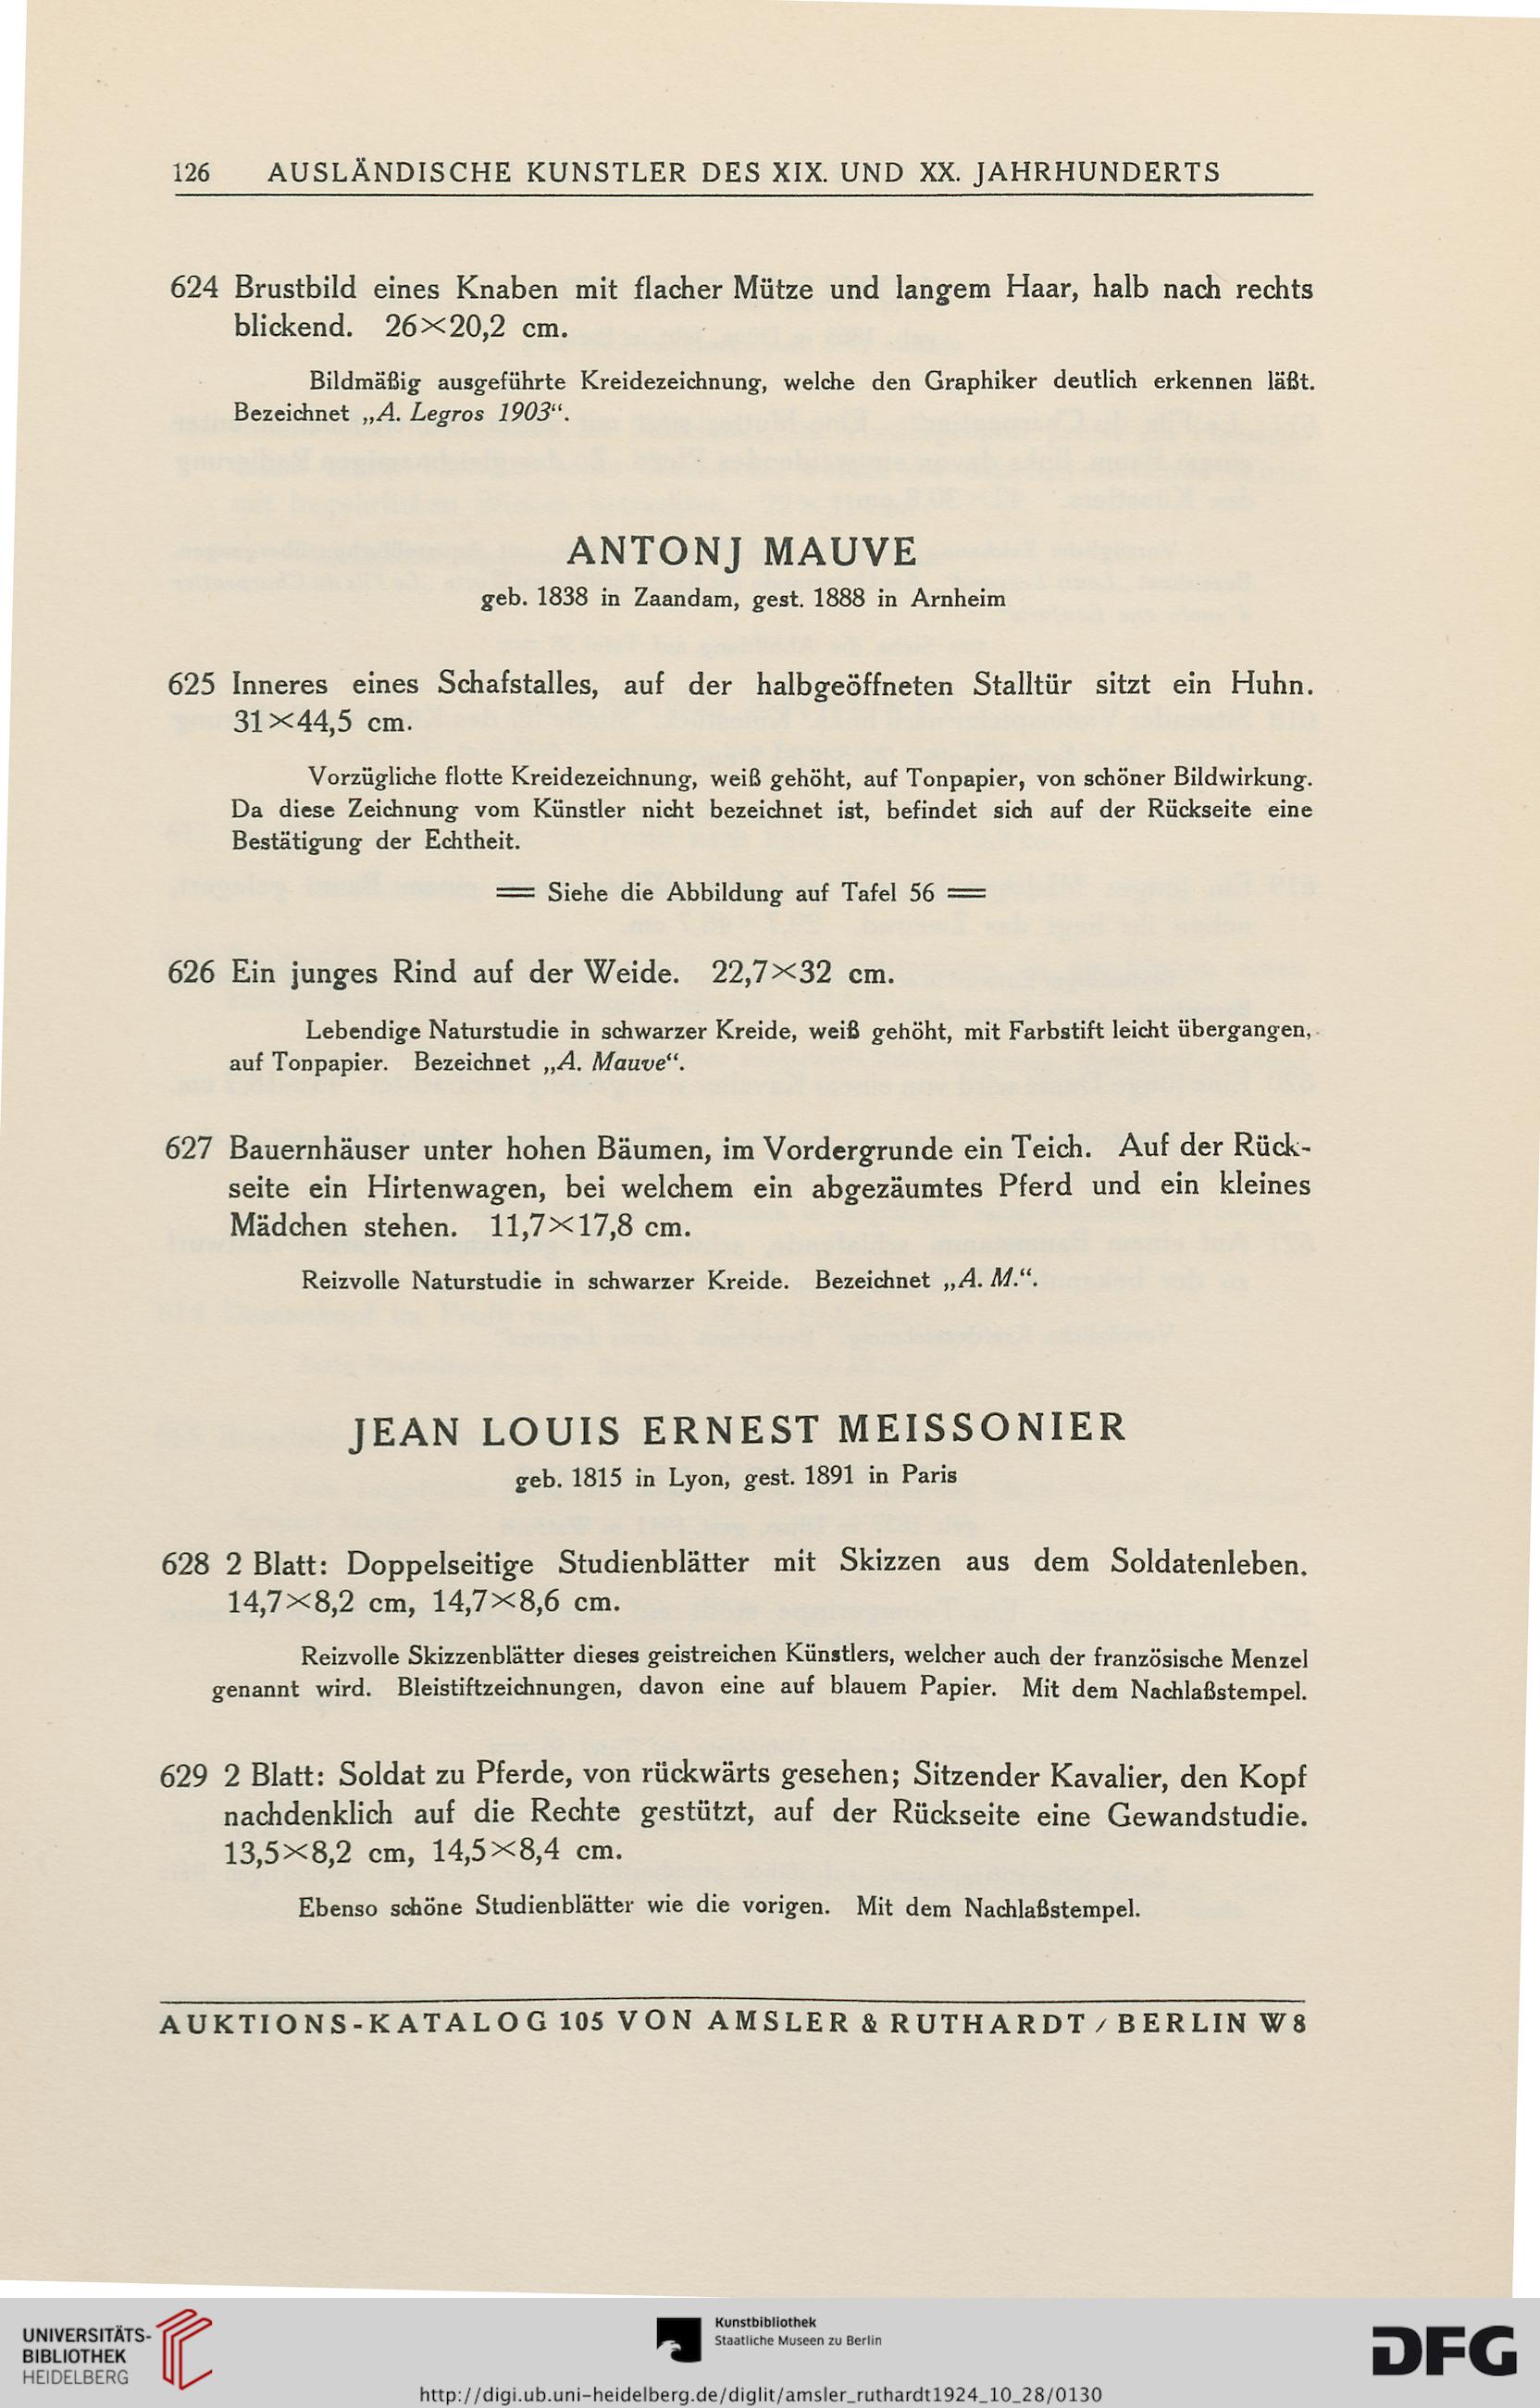 126 AUSLÄNDISCHE KUNSTLER DES XIX. UND XX. JAHRHUNDERTS
624 Brustbild eines Knaben mit flacher Mütze und langem Haar, halb nach rechts
blickend. 26×20,2 cm.
Bildmäßig ausgeführte Kreidezeichnung, welche den Graphiker deutlich erkennen läßt.
Bezeichnet „A. Legros 1903“.
ANTONJ MAUVE
geb. 1838 in Zaandam, gest. 1888 in Arnheim
625 Inneres eines Schafstalles, auf der halbgeöffneten Stalltür sitzt ein Huhn.
31×44,5 cm.
Vorzügliche flotte Kreidezeichnung, weiß gehöht, auf Tonpapier, von schöner Bildwirkung.
Da diese Zeichnung vom Künstler nicht bezeichnet ist, befindet sich auf der Rückseite eine
Bestätigung der Echtheit.
== Siehe die Abbildung auf Tafel 56 ==
626 Ein junges Rind auf der Weide. 22,7×32 cm.
Lebendige Naturstudie in schwarzer Kreide, weiß gehöht, mit Farbstift leicht übergangen,
auf Tonpapier. Bezeichnet „A. Mauve“.
627 Bauernhäuser unter hohen Bäumen, im Vordergrunde ein Teich. Auf der Rück-
seite ein Hirtenwagen, bei welchem ein abgezäumtes Pferd und ein kleines
Mädchen stehen. 11,7×17,8 cm.
Reizvolle Naturstudie in schwarzer Kreide. Bezeichnet „A. M.“.
JEAN LOUIS ERNEST MEISSONIER
geb. 1815 in Lyon, gest. 1891 in Paris
628 2 Blatt: Doppelseitige Studienblätter mit Skizzen aus dem Soldatenleben.
14,7×8,2 cm, 14,7×8,6 cm.
Reizvolle Skizzenblätter dieses geistreichen Künstlers, welcher auch der französische Menzel
genannt wird. Bleistiftzeichnungen, davon eine auf blauem Papier. Mit dem Nachlaßstempel.
629 2 Blatt: Soldat zu Pferde, von rückwärts gesehen; Sitzender Kavalier, den Kopf
nachdenklich auf die Rechte gestützt, auf der Rückseite eine Gewandstudie.
13,5×8,2 cm, 14,5×8,4 cm.
Ebenso schöne Studienblätter wie die vorigen. Mit dem Nachlaßstempel.
AUKTIONS-KATALOG 105 VON AMSLER & RUTHARDT / BERLIN W 8
UNIVERSITÄTS-
BIBLIOTHEK
HEIDELBERG
Kunstbibliothek
Staatliche Museen zu Berlin
DFG
http://digi.ub.uni-heidelberg.de/diglit/amsler_ruthardt1924_10_28/0130